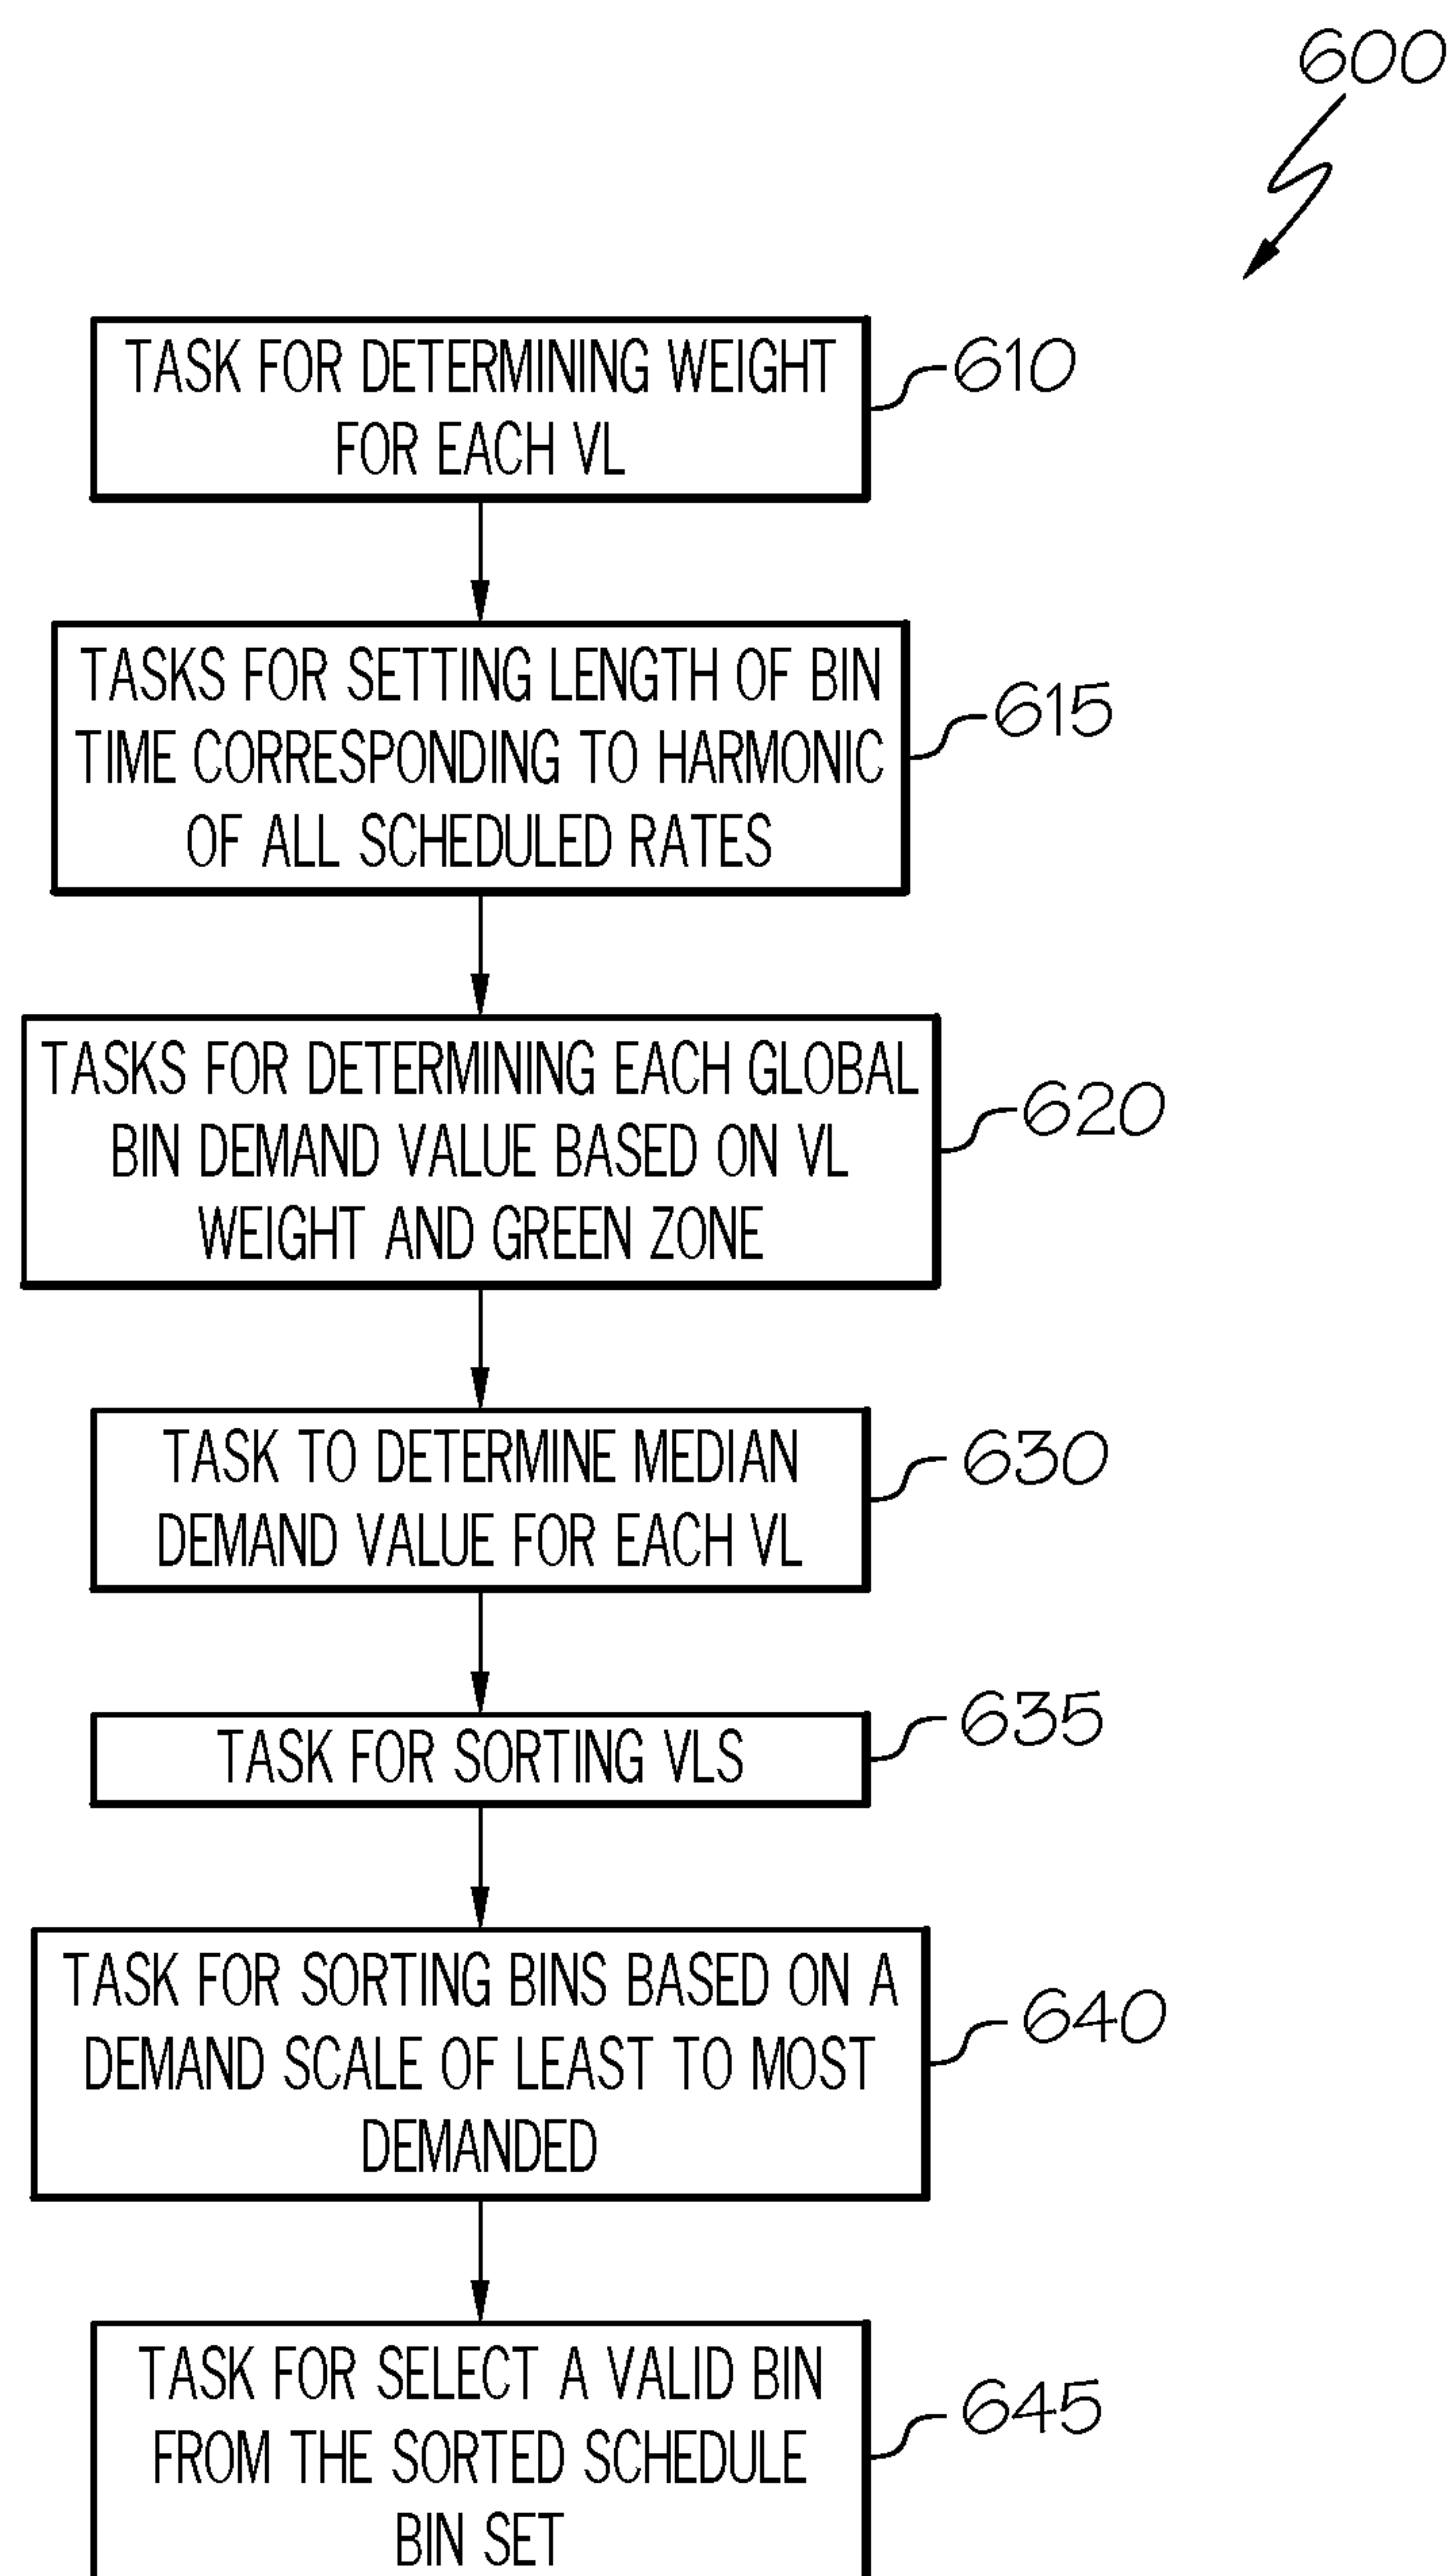 600
TASK FOR DETERMINING WEIGHT
FOR EACH VL
610
TASKS FOR SETTING LENGTH OF BIN
TIME CORRESPONDING TO HARMONIC
OF ALL SCHEDULED RATES
615
TASKS FOR DETERMINING EACH GLOBAL
BIN DEMAND VALUE BASED ON VL
WEIGHT AND GREEN ZONE
620
TASK TO DETERMINE MEDIAN
DEMAND VALUE FOR EACH VL
630
TASK FOR SORTING VLS
635
TASK FOR SORTING BINS BASED ON A
DEMAND SCALE OF LEAST TO MOST
DEMANDED
640
TASK FOR SELECT A VALID BIN
FROM THE SORTED SCHEDULE
BIN SET
645